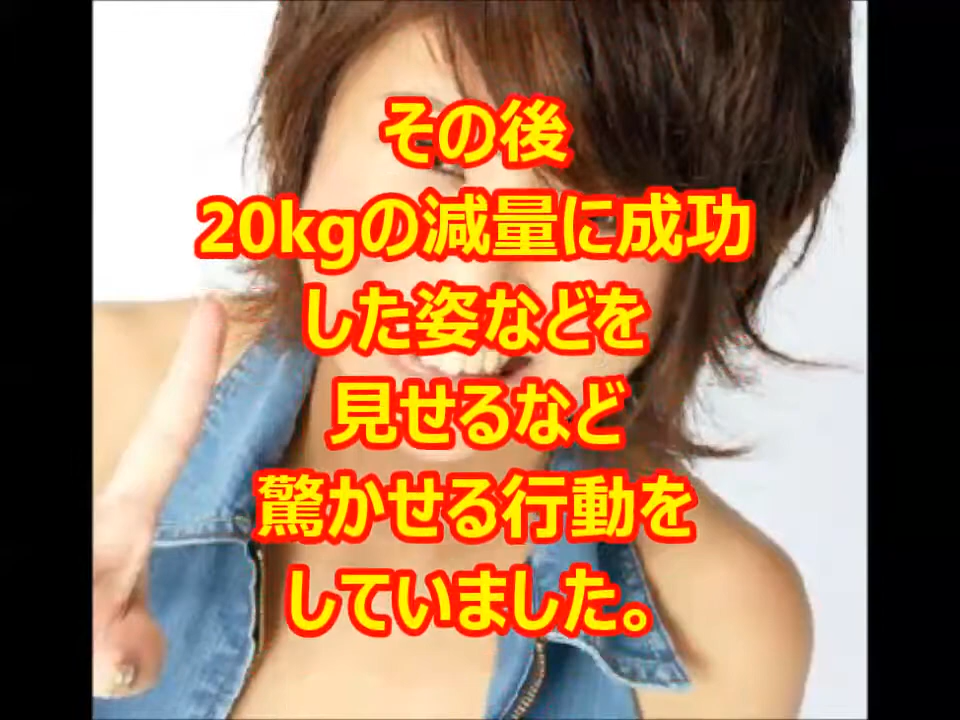 その後
20kgの減量に成功
した姿などを
見せるなど
驚かせる行動を
していました。